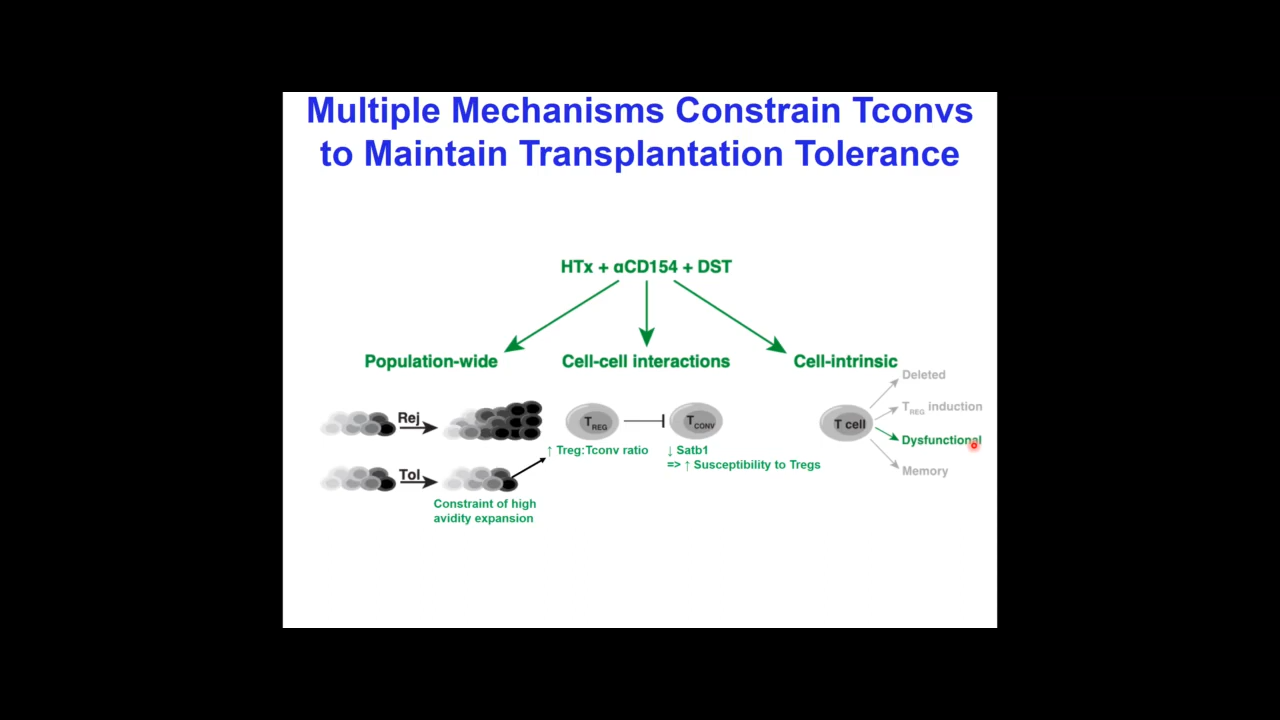 Multiple Mechanisms Constrain Tconvs
to Maintain Transplantation Tolerance
HTx + αCD154 + DST
Population-wide
Cell-cell interactions
Cell-intrinsic
Rej
Tol
Constraint of high
avidity expansion
TREG
TCONV
↑ Treg:Tconv ratio
↓ Satb1
=> ↑ Susceptibility to Tregs
T cell
Deleted
TREG induction
Dysfunctional
Memory